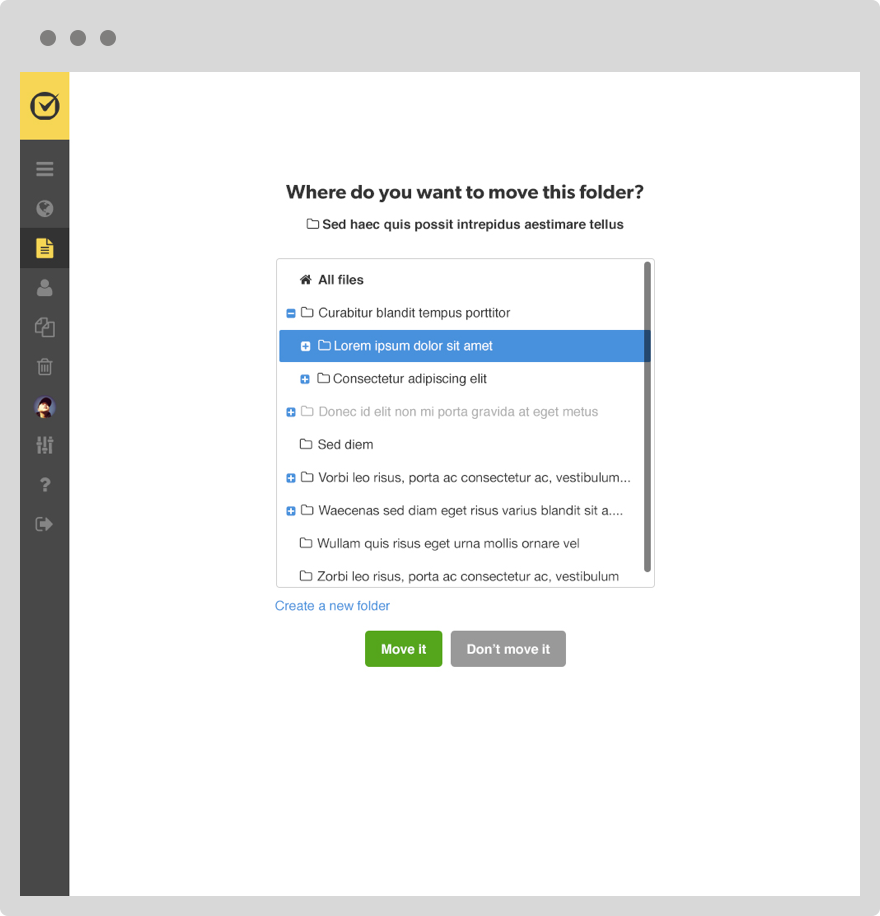 Where do you want to move this folder?
Sed haec quis possit intrepidus aestimare tellus
All files
Curabitur blandit tempus porttitor
Lorem ipsum dolor sit amet
Consectetur adipiscing elit
Donec id elit non mi porta gravida at eget metus
Sed diem
Vorbi leo risus, porta ac consectetur ac, vestibulum...
Waecenas sed diam eget risus varius blandit sit a....
Wullam quis risus eget urna mollis ornare vel
Zorbi leo risus, porta ac consectetur ac, vestibulum
Create a new folder
Move it Don't move it